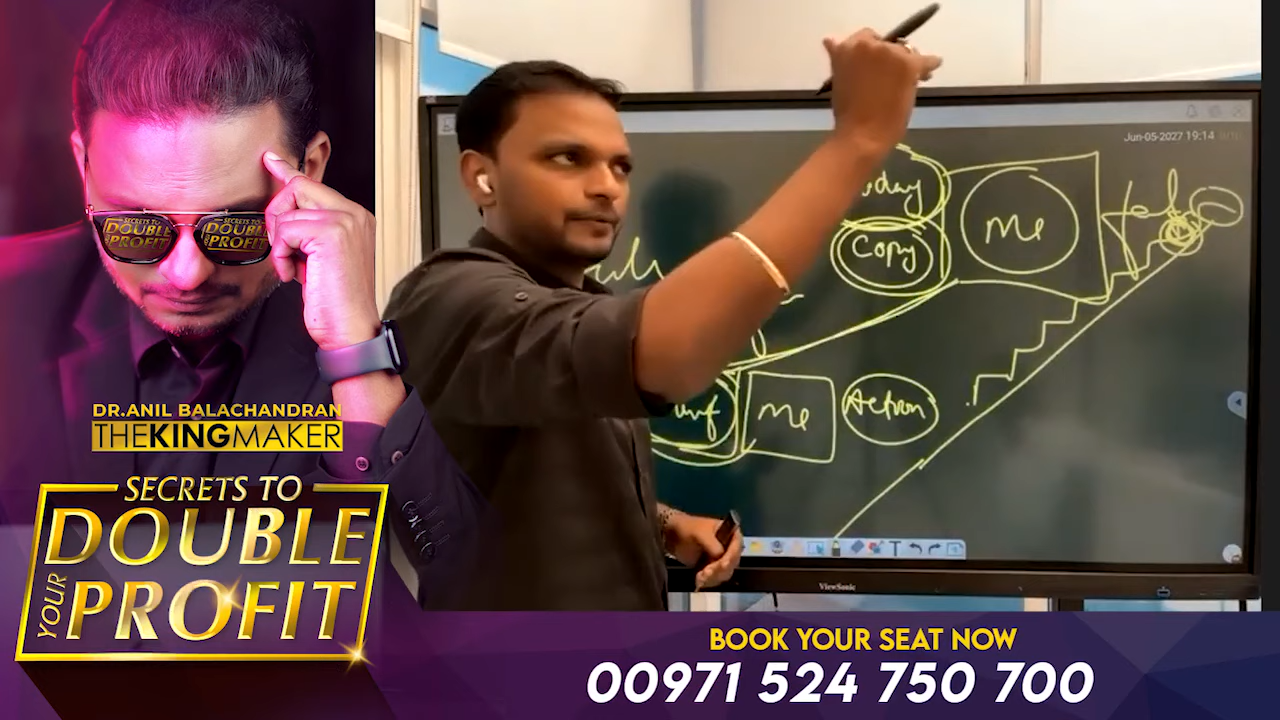 SECRETS TO
DOUBLE
PROFIT
SECRETS TO
DOUBLE
PROFIT
DR.ANIL BALACHANDRAN
THEKINGMAKER
SECRETS TO
DOUBLE
YOUR
PROFIT
Jun-05-2027 19:14
Copy
Me
Me
Action
T
ViewSonic
BOOK YOUR SEAT NOW
00971 524 750 700